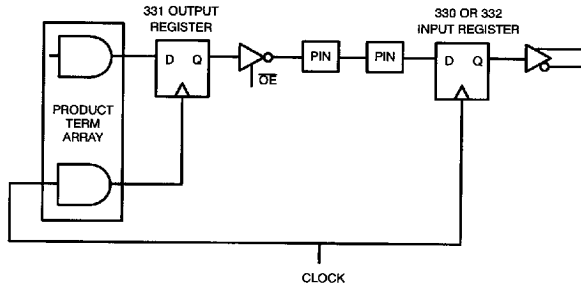 331 OUTPUT
REGISTER
330 OR 332
INPUT REGISTER
D Q
OE
PIN
PIN
D Q
PRODUCT
TERM
ARRAY
CLOCK